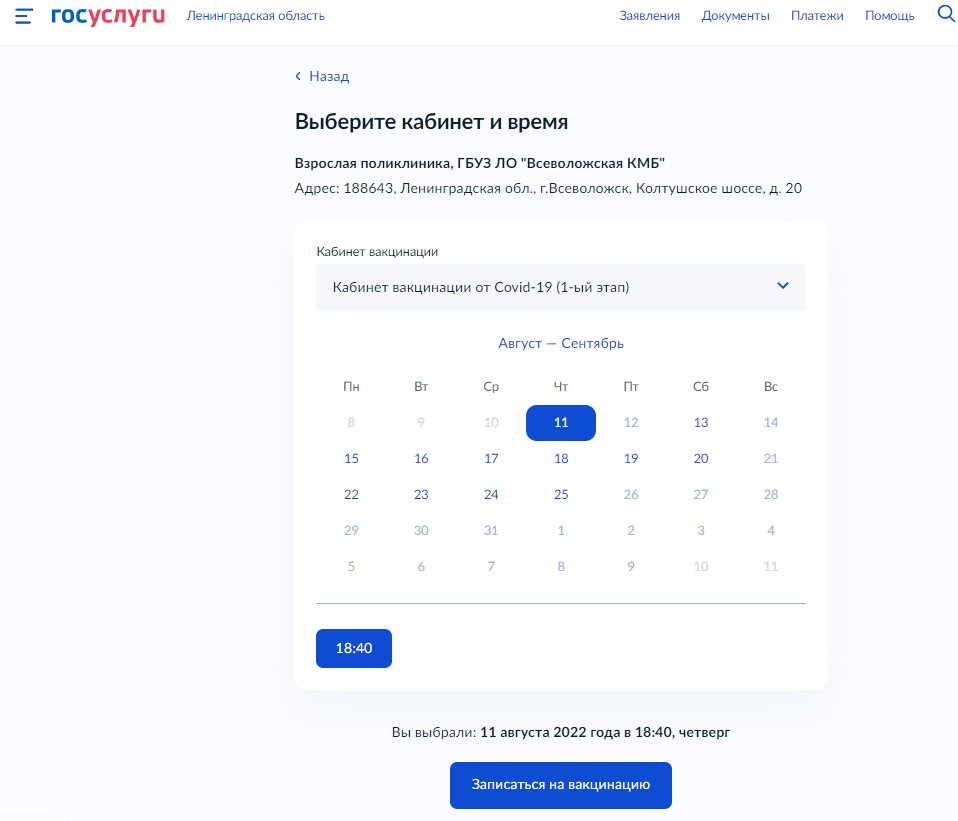 госуслуги Ленинградская область Заявления Документы Платежи Помощь
Назад
Выберите кабинет и время
Взрослая поликлиника, ГБУЗ ЛО "Всеволожская КМБ"
Адрес: 188643, Ленинградская обл., г.Всеволожск, Колтушское шоссе, д. 20
Кабинет вакцинации
Кабинет вакцинации от Covid-19 (1-ый этап)
Август — Сентябрь
Пн Вт Ср Чт Пт Сб Вс
8 9 10 11 12 13 14
15 16 17 18 19 20 21
22 23 24 25 26 27 28
29 30 31 1 2 3 4
5 6 7 8 9 10 11
18:40
Вы выбрали: 11 августа 2022 года в 18:40, четверг
Записаться на вакцинацию